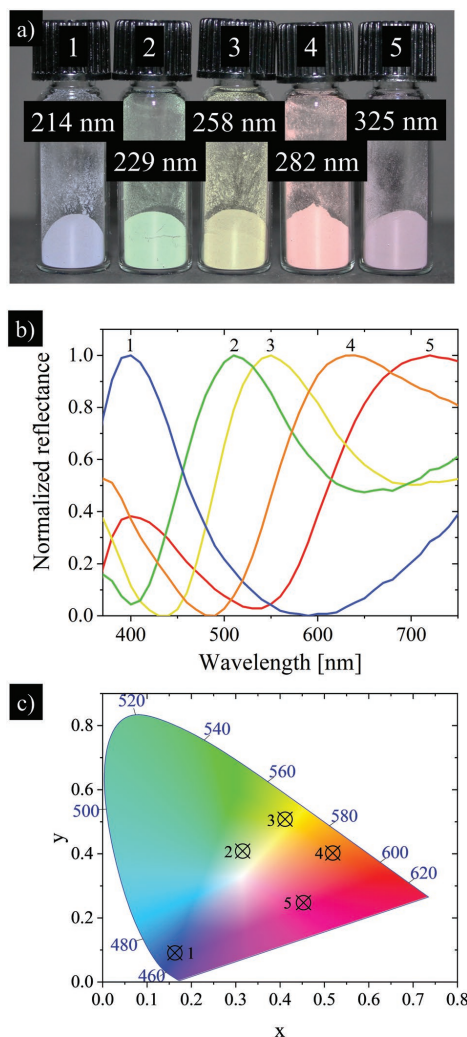 a) 1 2 3 4 5
214 nm 258 nm 325 nm
229 nm 282 nm
b)
1 2 3 4 5
1.0
0.8
0.6
0.4
0.2
0.0
Normalized reflectance
400 500 600 700
Wavelength [nm]
c)
520
540
560
580
600
620
500
480
460
0.8
0.6
0.4
0.2
0.0
y
3
2
4
5
1
0.0 0.1 0.2 0.3 0.4 0.5 0.6 0.7 0.8
x